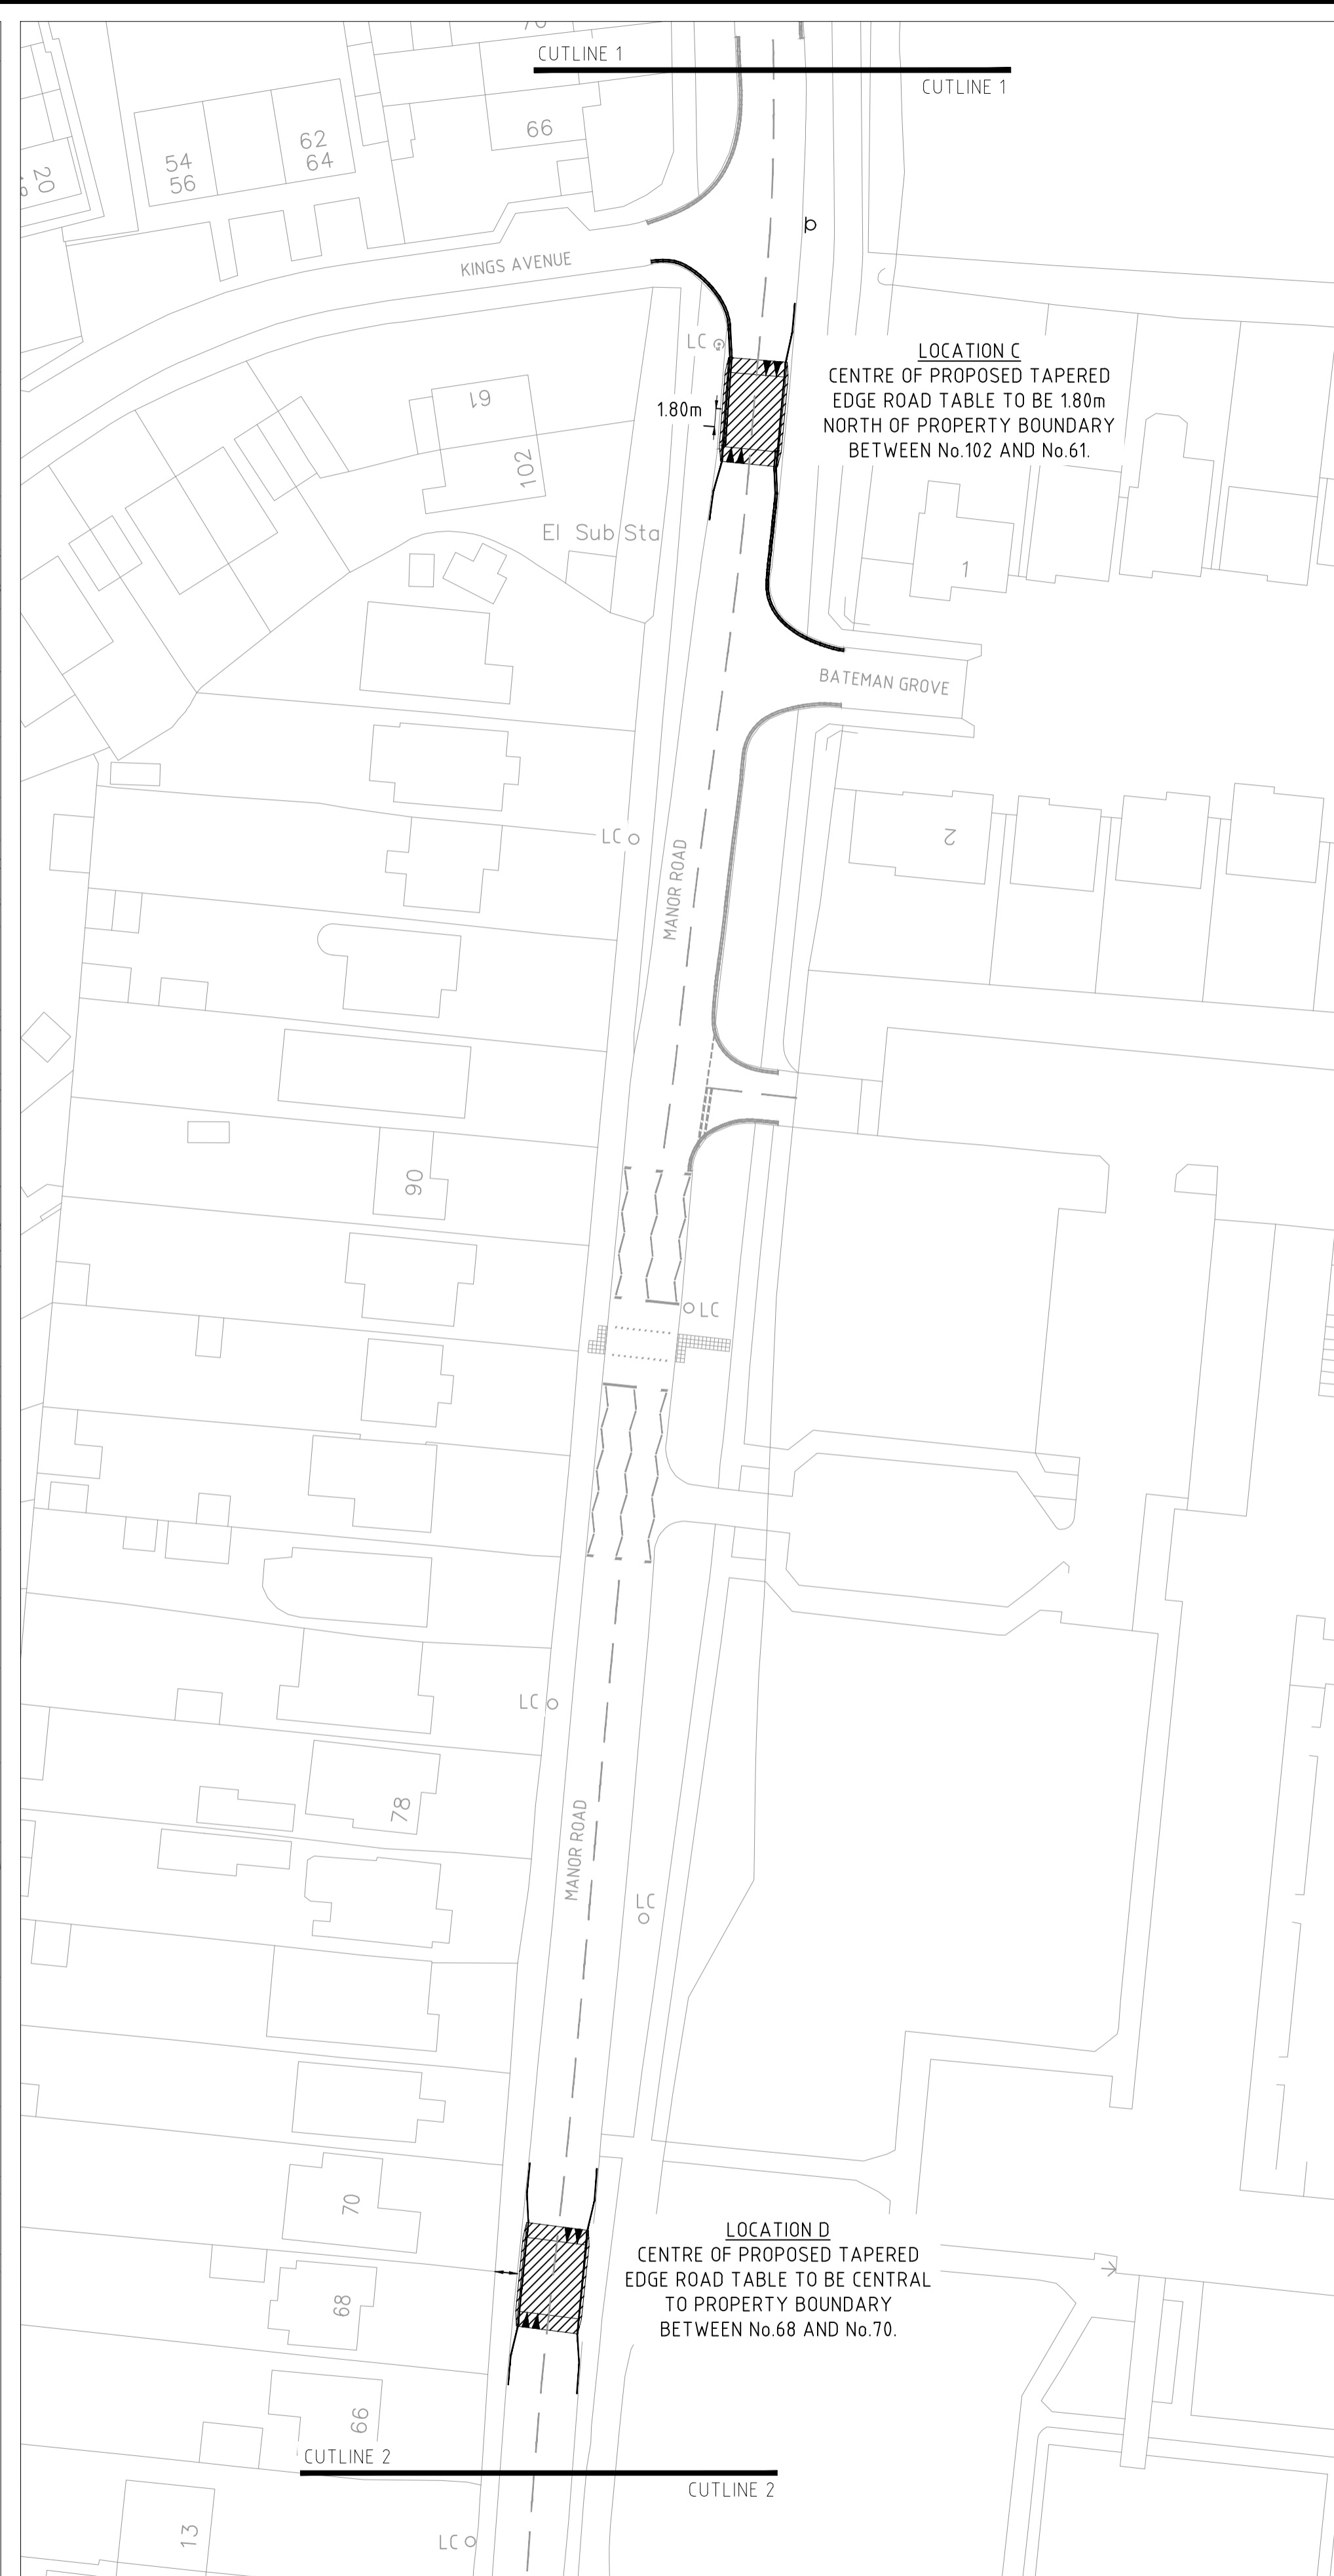 CUTLINE 1
CUTLINE 1
66
62
64
54
56
20
KINGS AVENUE
LC
LOCATION C
CENTRE OF PROPOSED TAPERED
EDGE ROAD TABLE TO BE 1.80m
NORTH OF PROPERTY BOUNDARY
BETWEEN No.102 AND No.61.
1.80m
61
102
El Sub Sta
1
BATEMAN GROVE
2
LC
MANOR ROAD
90
LC
LC
78
MANOR ROAD
LC
70
LOCATION D
CENTRE OF PROPOSED TAPERED
EDGE ROAD TABLE TO BE CENTRAL
TO PROPERTY BOUNDARY
BETWEEN No.68 AND No.70.
68
66
CUTLINE 2
CUTLINE 2
13
LC